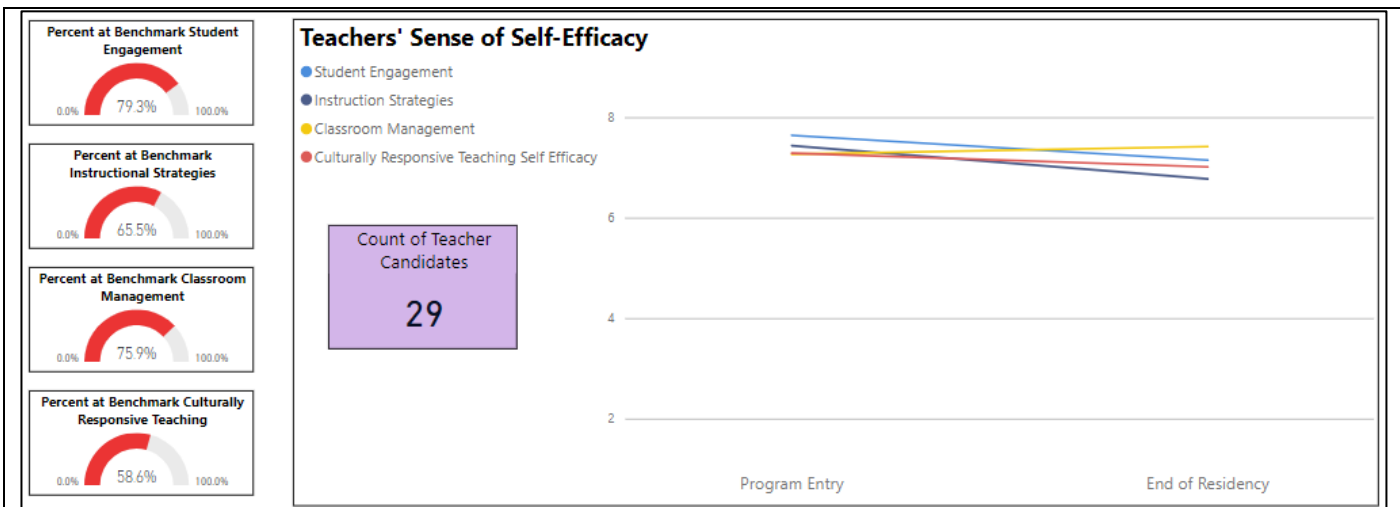 Percent at Benchmark Student
Engagement
0.0%
79.3%
100.0%
Percent at Benchmark
Instructional Strategies
0.0%
65.5%
100.0%
Percent at Benchmark Classroom
Management
0.0%
75.9%
100.0%
Percent at Benchmark Culturally
Responsive Teaching
0.0%
58.6%
100.0%
Teachers' Sense of Self-Efficacy
Student Engagement
Instruction Strategies
Classroom Management
Culturally Responsive Teaching Self Efficacy
Count of Teacher
Candidates
29
8
6
4
2
Program Entry
End of Residency